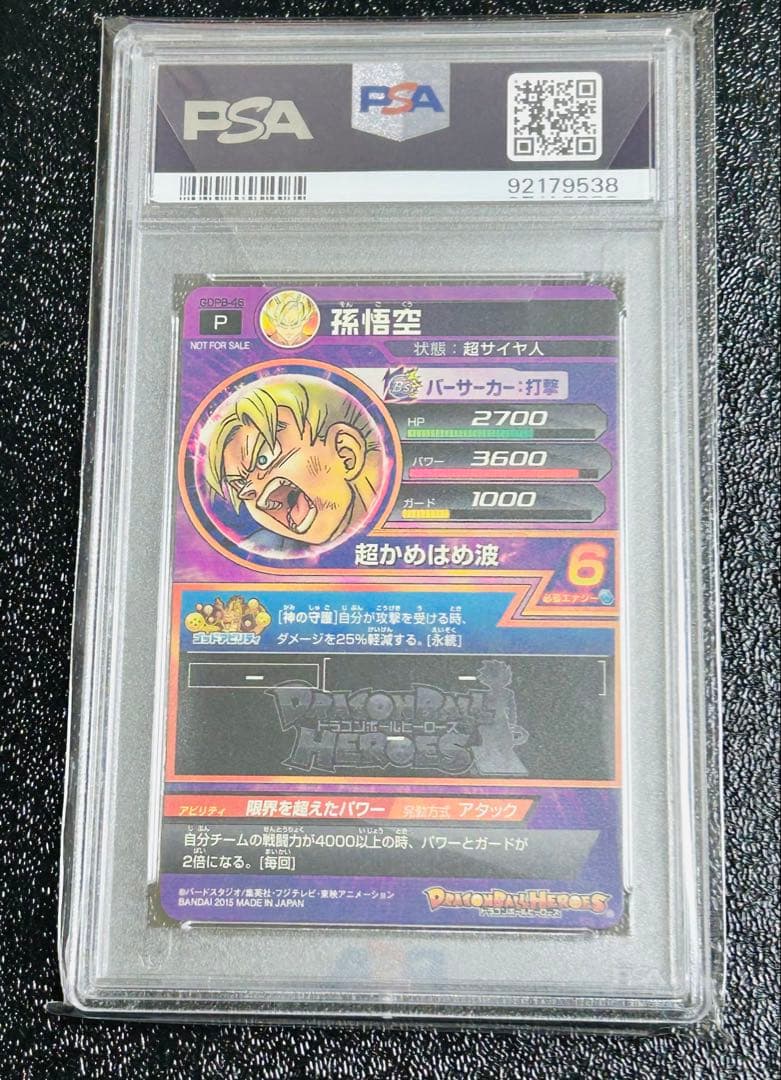 PSA
PSA
92179538
GDPB-46
P
NOT FOR SALE
そん ご くう
孫悟空
状態：超サイヤ人
Bs
バーサーカー：打撃
HP 2700
パワー 3600
ガード 1000
超かめはめ波
6
必要エナジー
ゴッドアビリティ
[神の守護]自分が攻撃を受ける時、
ダメージを25%軽減する。[永続]
DRAGON BALL
ドラゴンボールヒーローズ
HEROES
アビリティ 限界を超えたパワー 発動方式 アタック
自分チームの戦闘力が4000以上の時、パワーとガードが
2倍になる。[毎回]
©バードスタジオ/集英社・フジテレビ・東映アニメーション
BANDAI 2015 MADE IN JAPAN
DRAGON BALL HEROES
ドラゴンボールヒーローズ
PSA